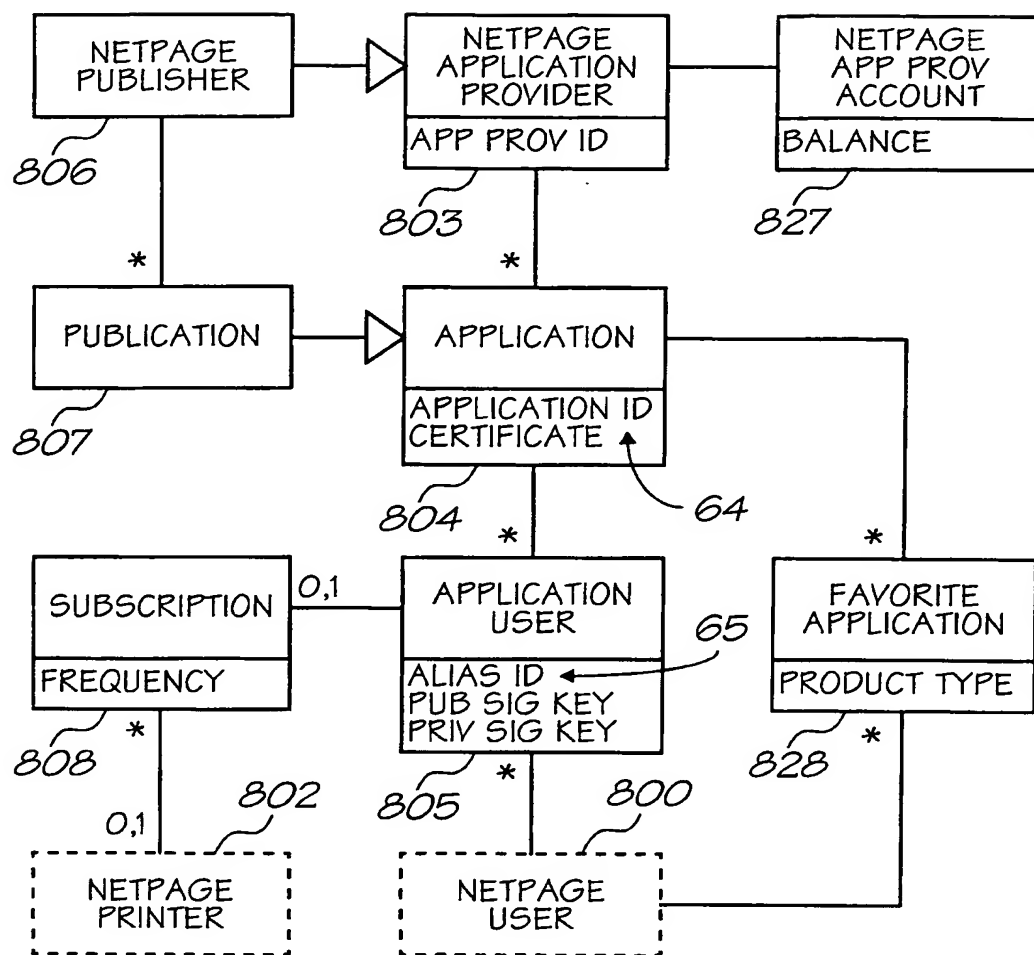 NETPAGE
PUBLISHER
806
NETPAGE
APPLICATION
PROVIDER
APP PROV ID
803
NETPAGE
APP PROV
ACCOUNT
BALANCE
827
*
*
PUBLICATION
807
APPLICATION
APPLICATION ID
CERTIFICATE
804
64
*
*
SUBSCRIPTION
FREQUENCY
808
0,1
APPLICATION
USER
ALIAS ID
PUB SIG KEY
PRIV SIG KEY
805
65
FAVORITE
APPLICATION
PRODUCT TYPE
828
*
*
*
0,1
802
NETPAGE
PRINTER
800
NETPAGE
USER